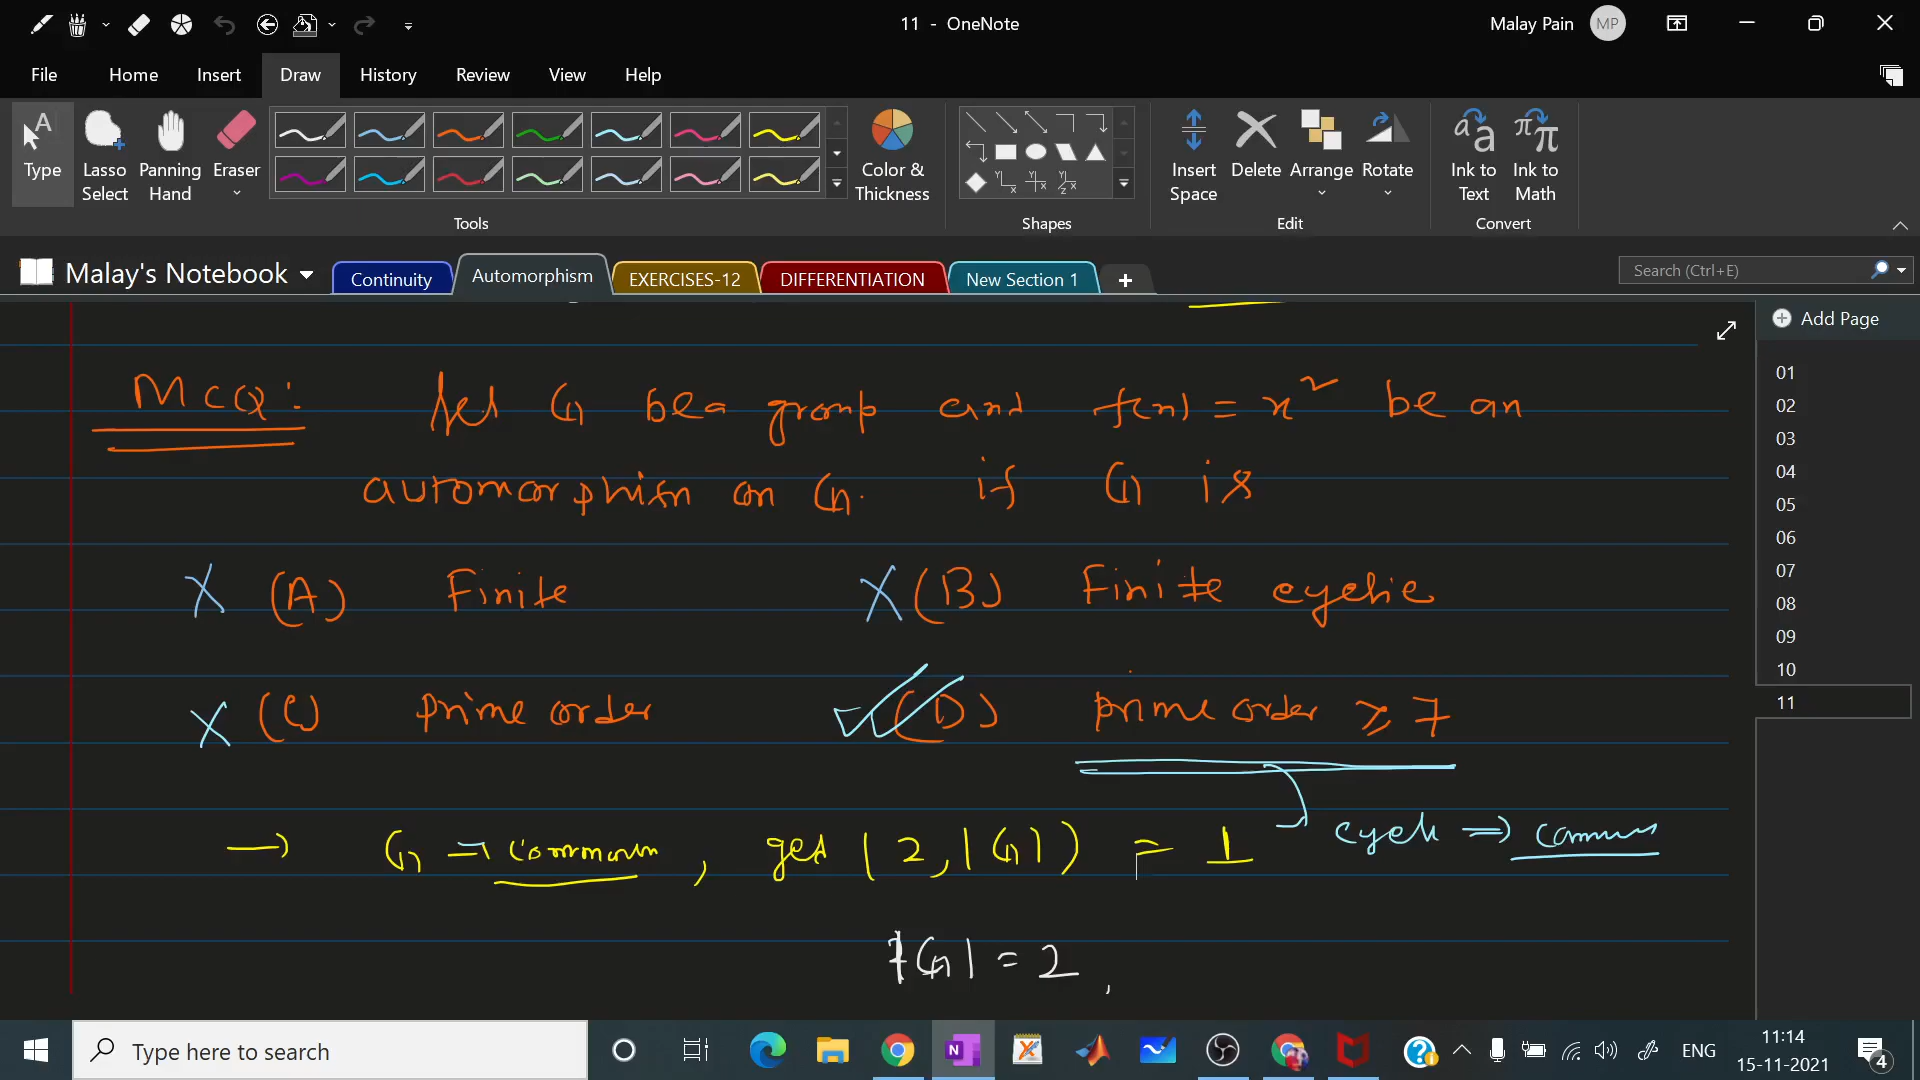 11 - OneNote
Malay Pain MP
File Home Insert Draw History Review View Help
Type
Lasso Select
Panning Hand
Eraser
Color & Thickness
Insert Space
Delete
Arrange
Rotate
Ink to Text
Ink to Math
Tools Shapes Edit Convert
Malay's Notebook Continuity Automorphism EXERCISES-12 DIFFERENTIATION New Section 1 +
Search (Ctrl+E)
Add Page
01
02
03
04
05
06
07
08
09
10
11
MCQ: Let G be a group and f(x) = x² be an
automorphism on G. if G is
X (A) Finite X (B) Finite cyclic
X (C) prime order (D) prime order ≥ 7
→ G = , gcd (2, |G|) = 1
⇒
|G| = 2,
Type here to search
ENG
11:14
15-11-2021
4